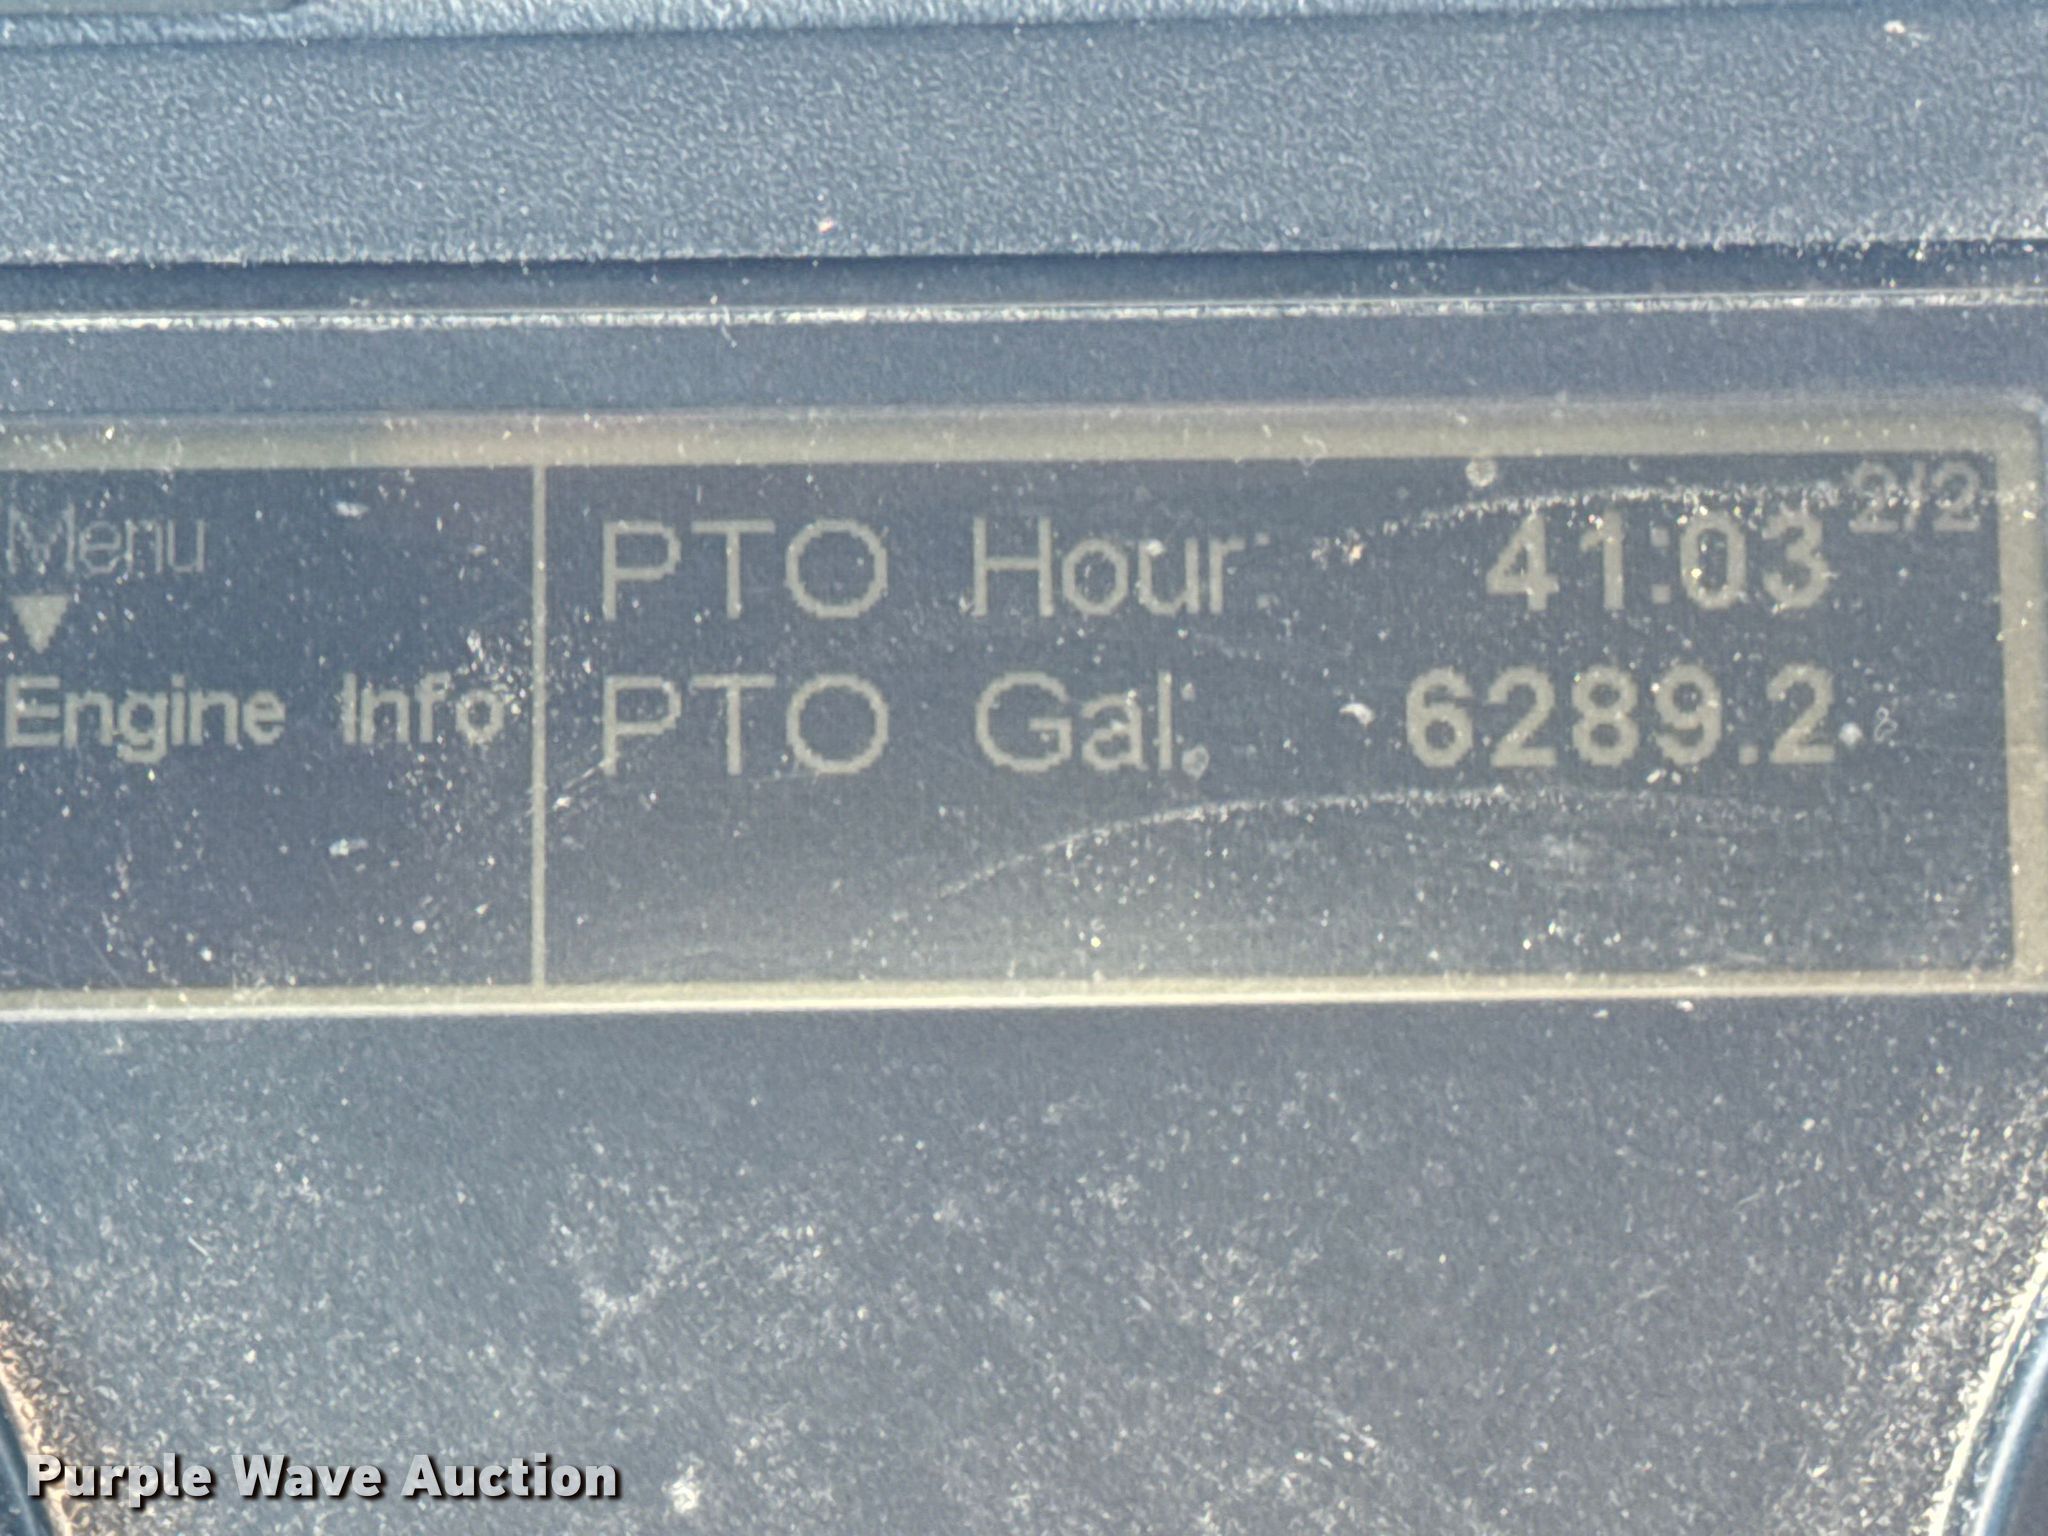 2/2
Menu
PTO Hour: 41:03
Engine Info
PTO Gal: 6289.2
Purple Wave Auction